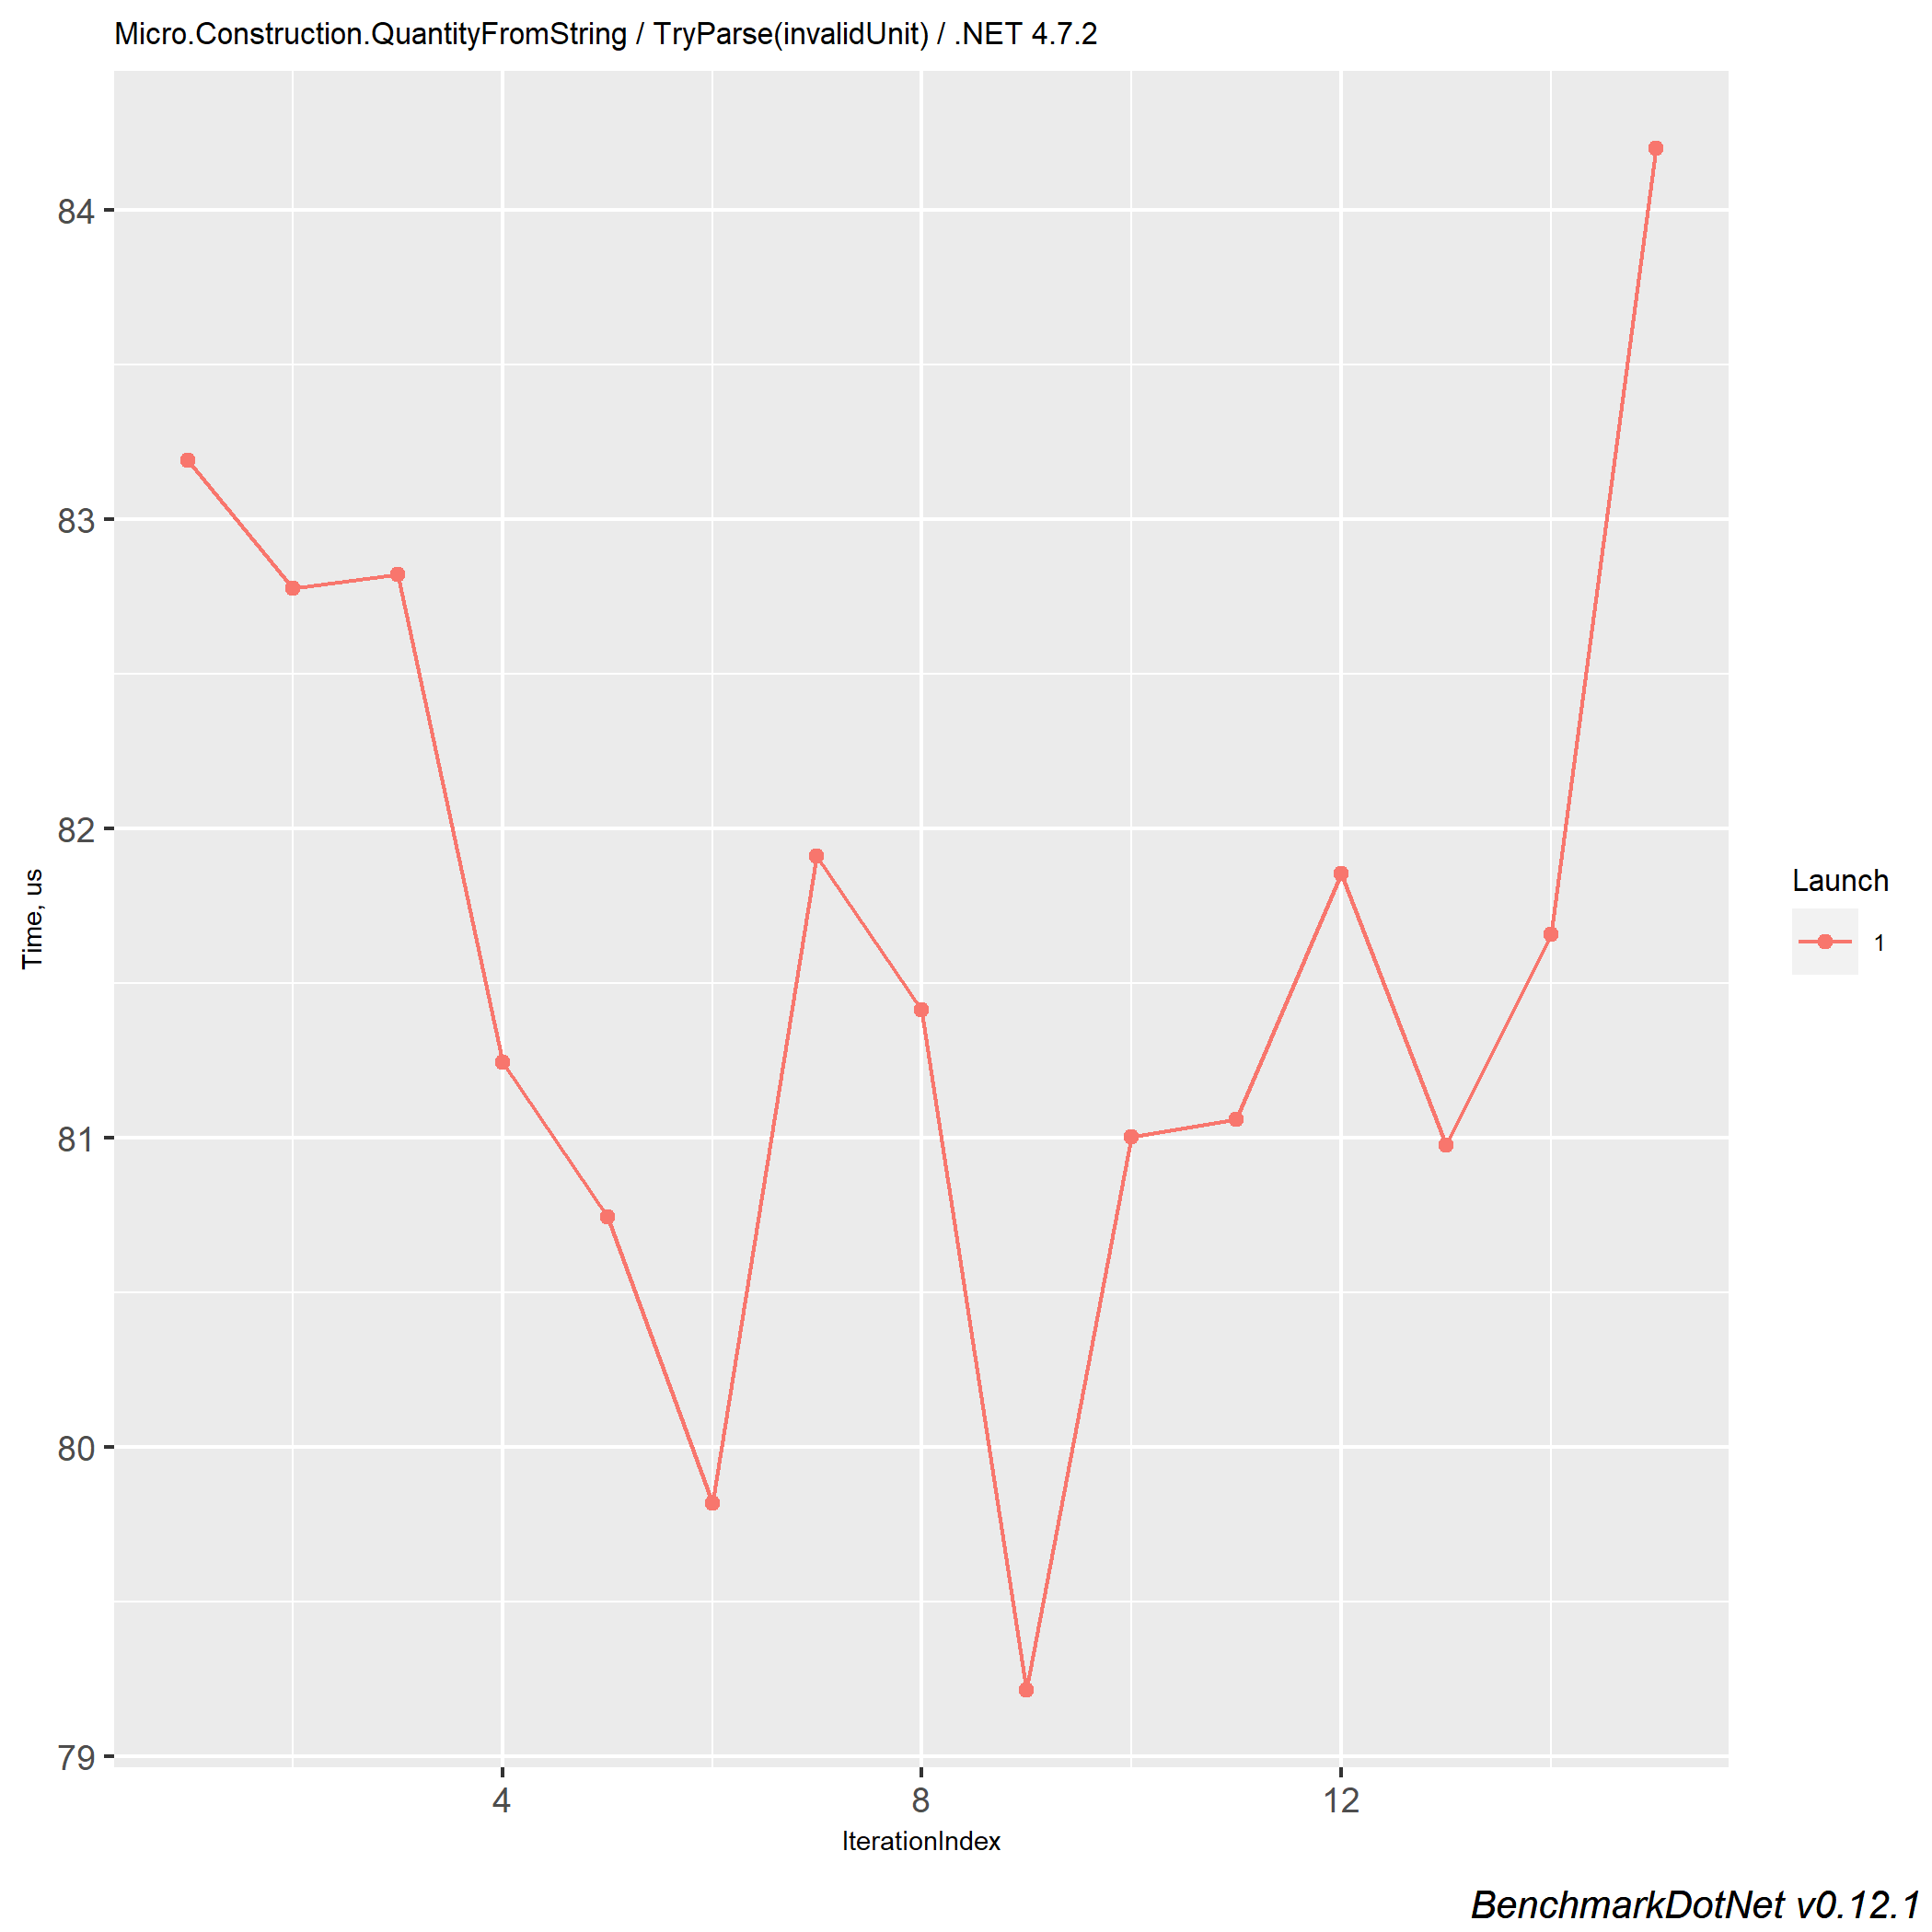 Micro.Construction.QuantityFromString / TryParse(invalidUnit) / .NET 4.7.2
84
83
82
81
80
79
Time, us
4
8
12
IterationIndex
Launch
1
BenchmarkDotNet v0.12.1